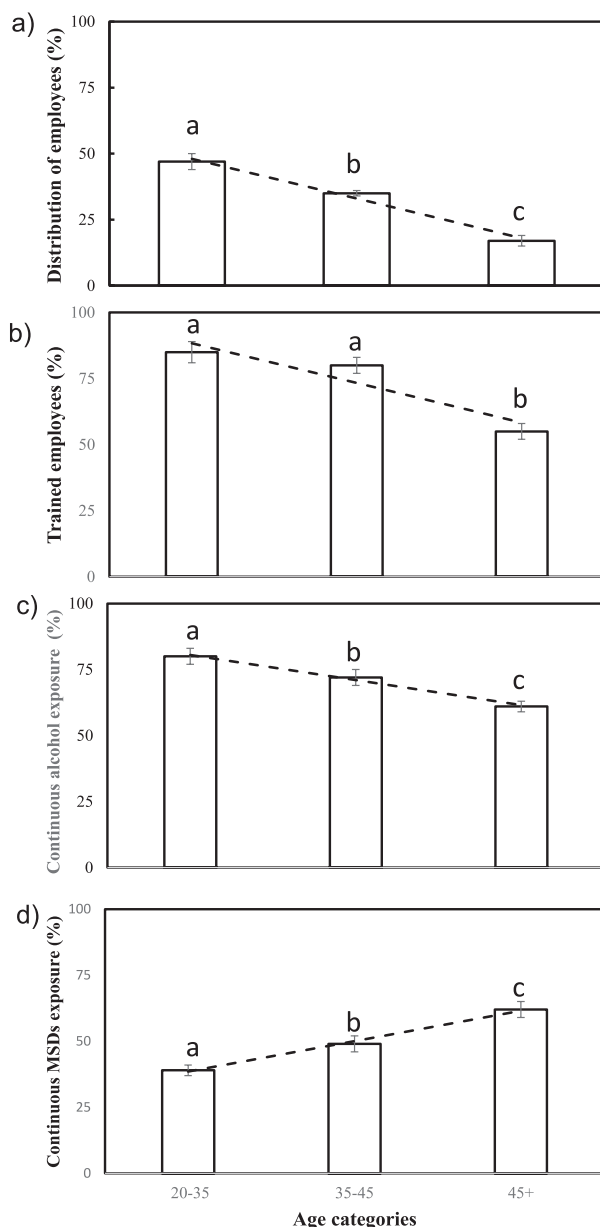 a)
Distribution of employees (%)
100
75
50
25
0
a
b
c
b)
Trained employees (%)
100
75
50
25
0
a
a
b
c)
Continuous alcohol exposure (%)
100
75
50
25
0
a
b
c
d)
Continuous MSDs exposure (%)
100
75
50
25
0
a
b
c
20-35 35-45 45+
Age categories